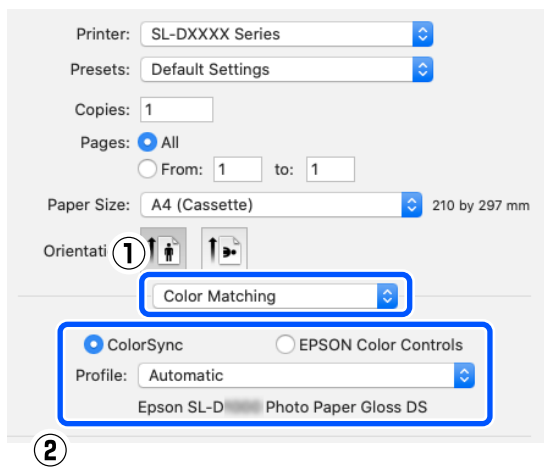 Printer: SL-DXXXX Series
Presets: Default Settings
Copies: 1
Pages: All
From: 1 to: 1
Paper Size: A4 (Cassette) 210 by 297 mm
Orientati
①
Color Matching
ColorSync EPSON Color Controls
Profile: Automatic
Epson SL-D Photo Paper Gloss DS
②